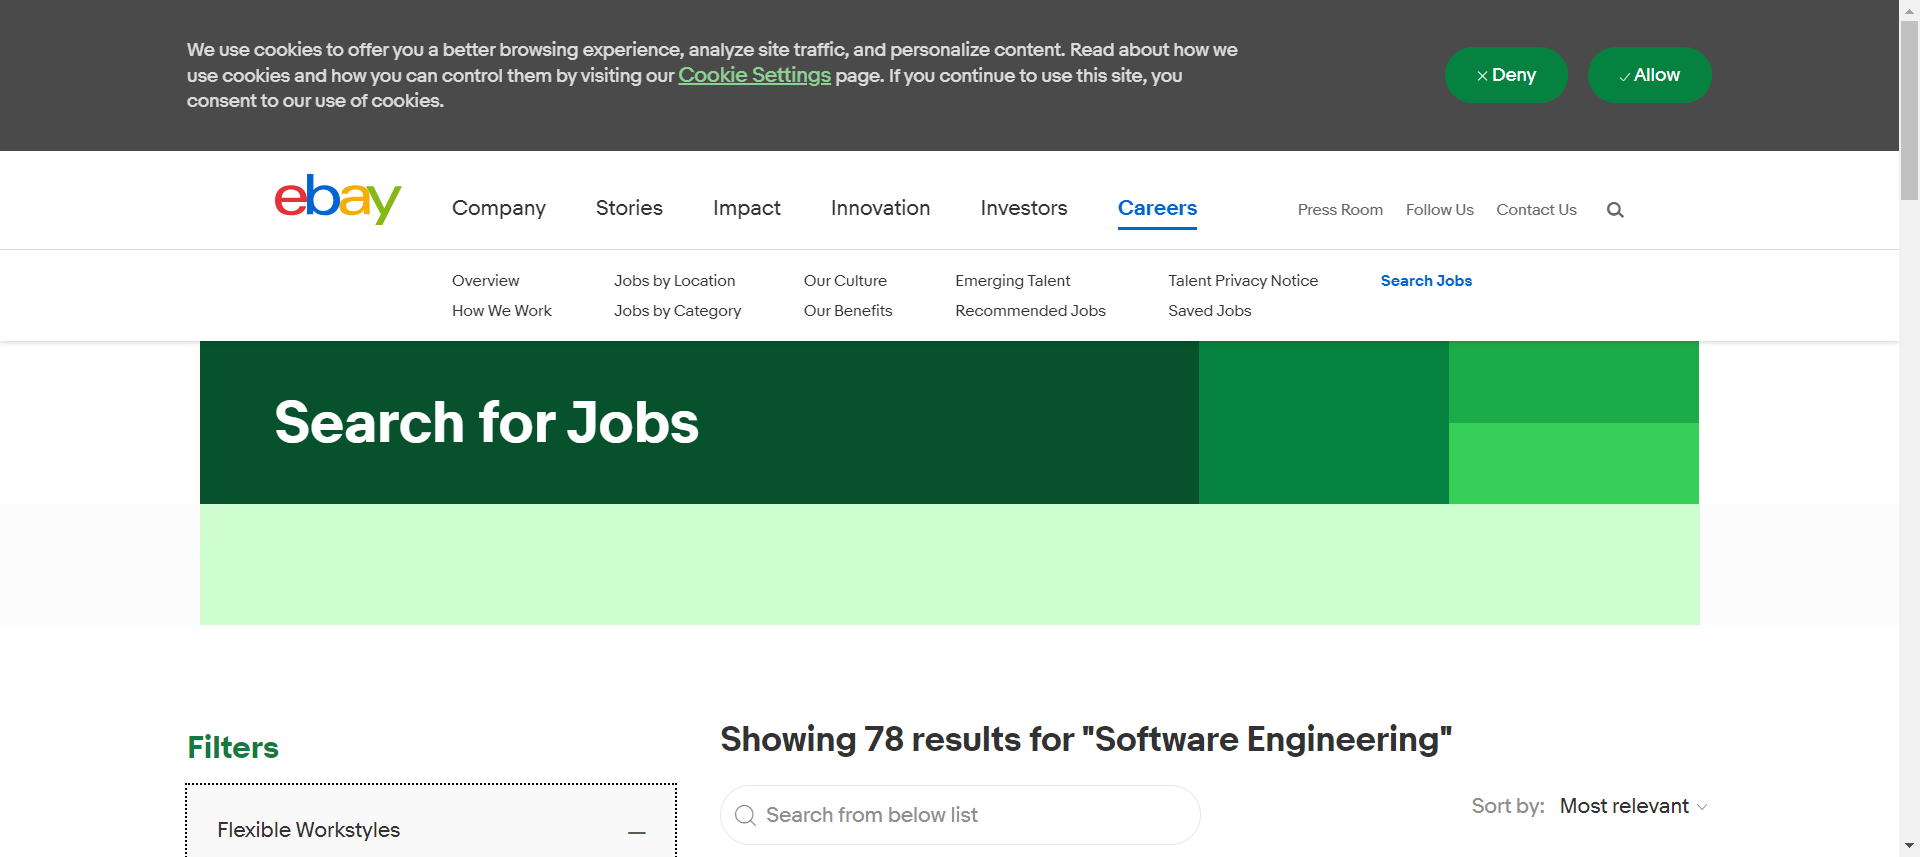 We use cookies to offer you a better browsing experience, analyze site traffic, and personalize content. Read about how we
use cookies and how you can control them by visiting our Cookie Settings page. If you continue to use this site, you
consent to our use of cookies.
Deny
Allow
ebay
Company
Stories
Impact
Innovation
Investors
Careers
Press Room
Follow Us
Contact Us
Overview
Jobs by Location
Our Culture
Emerging Talent
Talent Privacy Notice
Search Jobs
How We Work
Jobs by Category
Our Benefits
Recommended Jobs
Saved Jobs
Search for Jobs
Filters
Flexible Workstyles
Showing 78 results for "Software Engineering"
Search from below list
Sort by: Most relevant